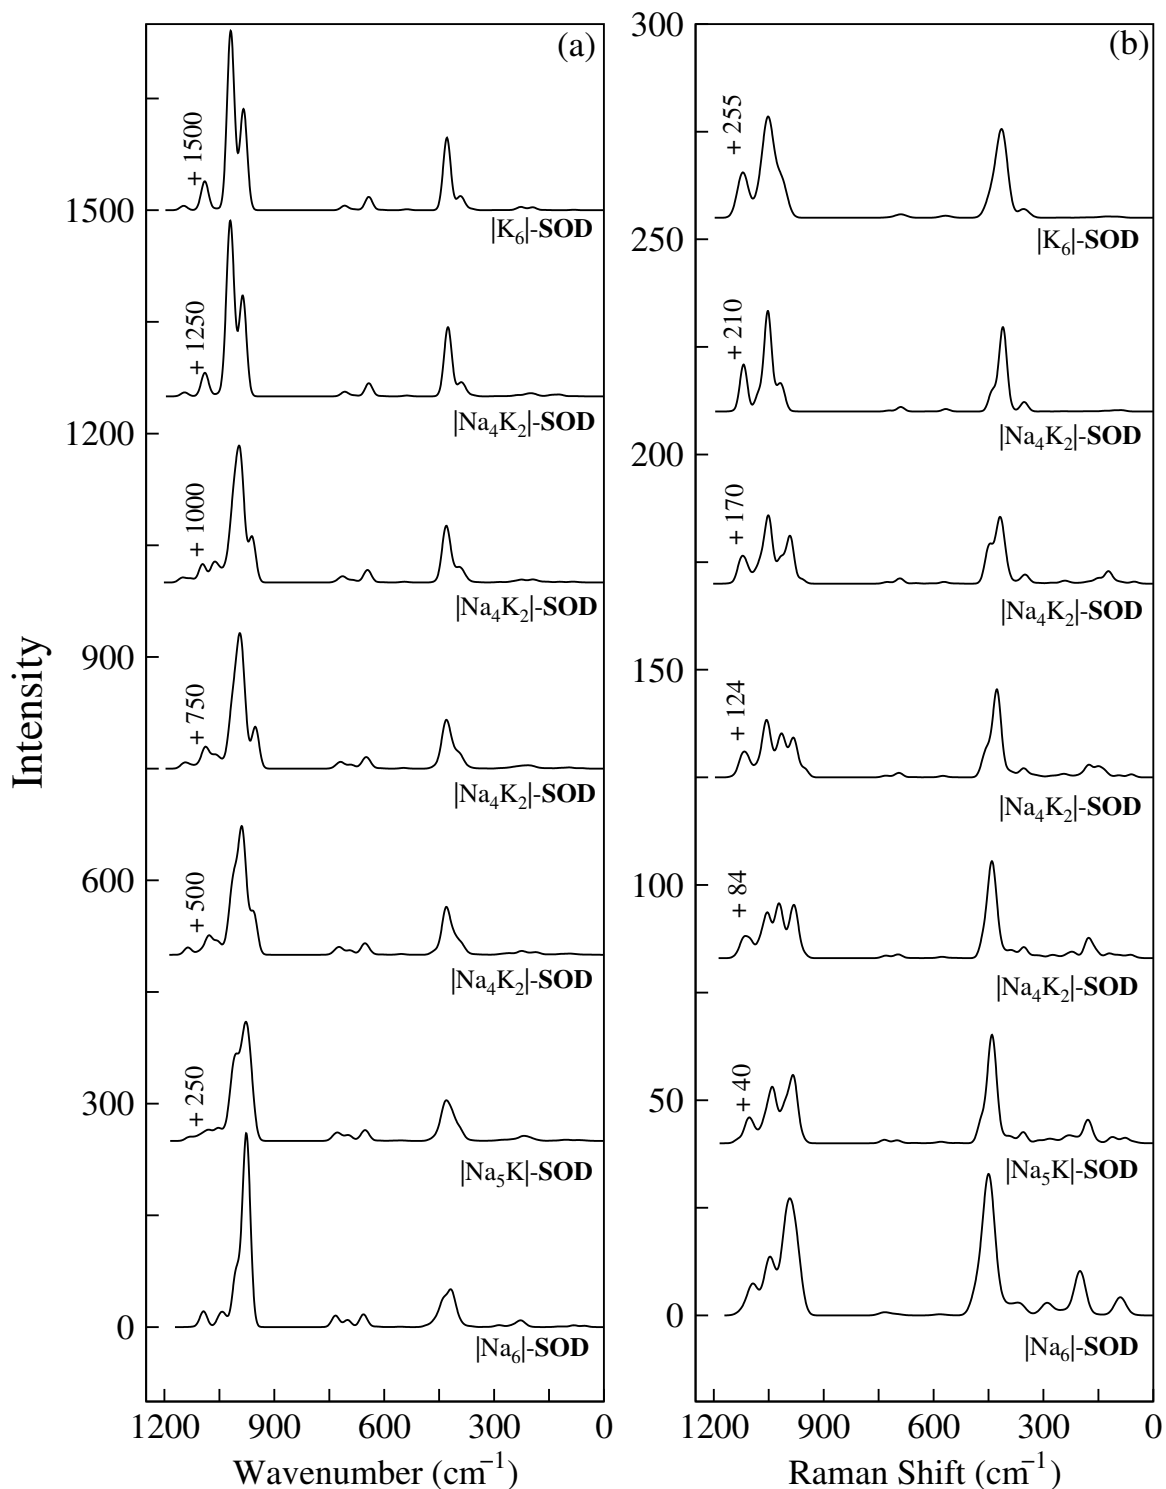 Intensity
(a)
1500
1200
900
600
300
0
+ 1500
|K₆|-SOD
+ 1250
|Na₄K₂|-SOD
+ 1000
|Na₄K₂|-SOD
+ 750
|Na₄K₂|-SOD
+ 500
|Na₄K₂|-SOD
+ 250
|Na₅K|-SOD
|Na₆|-SOD
1200 900 600 300 0
Wavenumber (cm⁻¹)
(b)
300
250
200
150
100
50
0
+ 255
|K₆|-SOD
+ 210
|Na₄K₂|-SOD
+ 170
|Na₄K₂|-SOD
+ 124
|Na₄K₂|-SOD
+ 84
|Na₄K₂|-SOD
+ 40
|Na₅K|-SOD
|Na₆|-SOD
1200 900 600 300 0
Raman Shift (cm⁻¹)